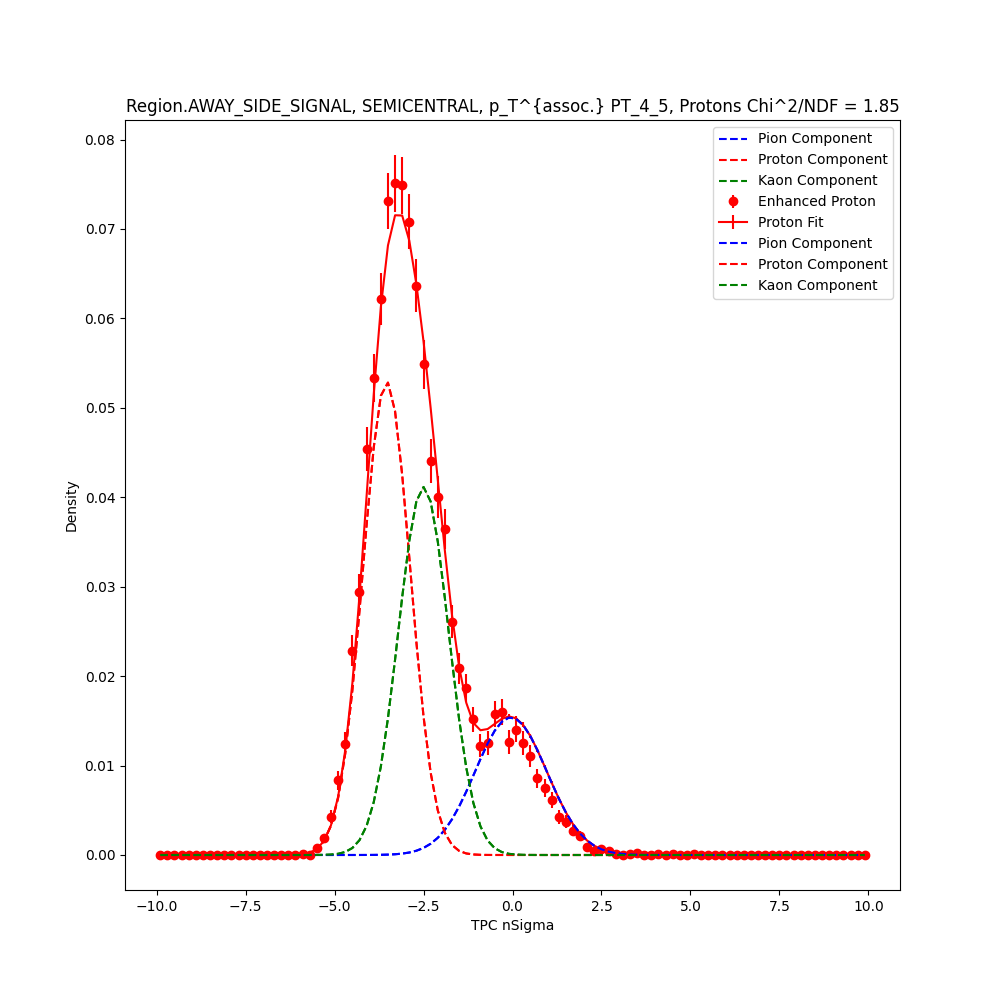 Region.AWAY_SIDE_SIGNAL, SEMICENTRAL, p_T^{assoc.} PT_4_5, Protons Chi^2/NDF = 1.85
Pion Component
Proton Component
Kaon Component
Enhanced Proton
Proton Fit
Pion Component
Proton Component
Kaon Component
0.08
0.07
0.06
0.05
0.04
0.03
0.02
0.01
0.00
Density
−10.0 −7.5 −5.0 −2.5 0.0 2.5 5.0 7.5 10.0
TPC nSigma